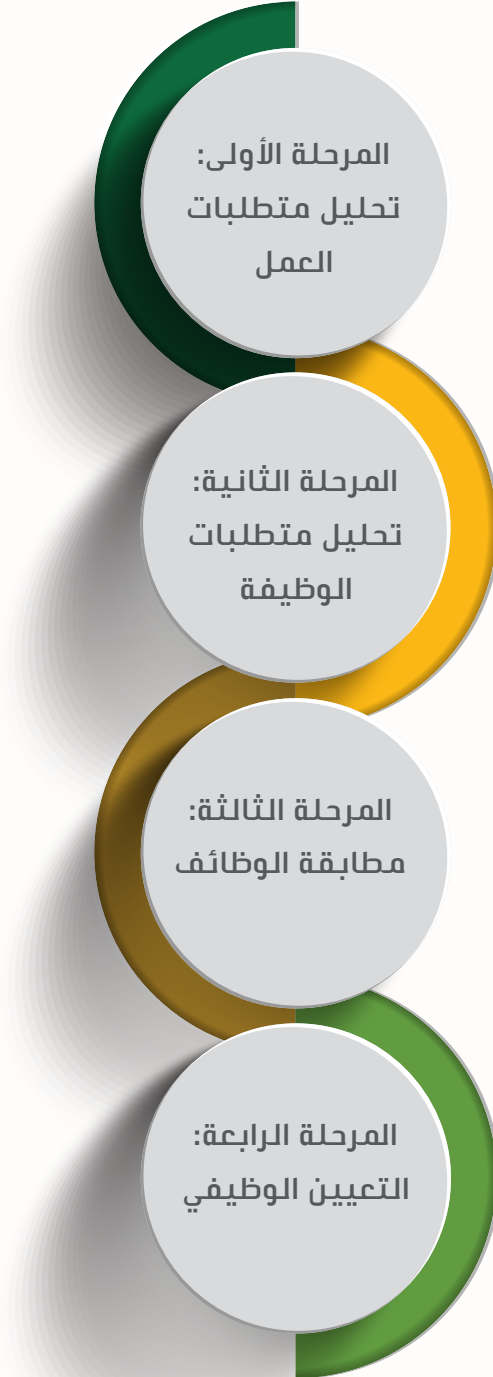 المرحلة الأولى:
تحليل متطلبات
العمل
المرحلة الثانية:
تحليل متطلبات
الوظيفة
المرحلة الثالثة:
مطابقة الوظائف
المرحلة الرابعة:
التعيين الوظيفي